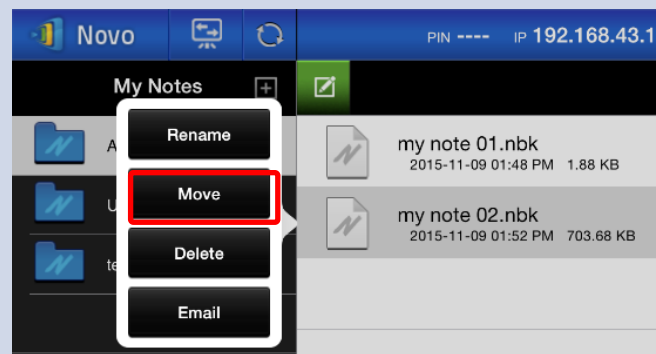 Novo
PIN ---- IP 192.168.43.1
My Notes
A
U
te
Rename
Move
Delete
Email
my note 01.nbk
2015-11-09 01:48 PM 1.88 KB
my note 02.nbk
2015-11-09 01:52 PM 703.68 KB